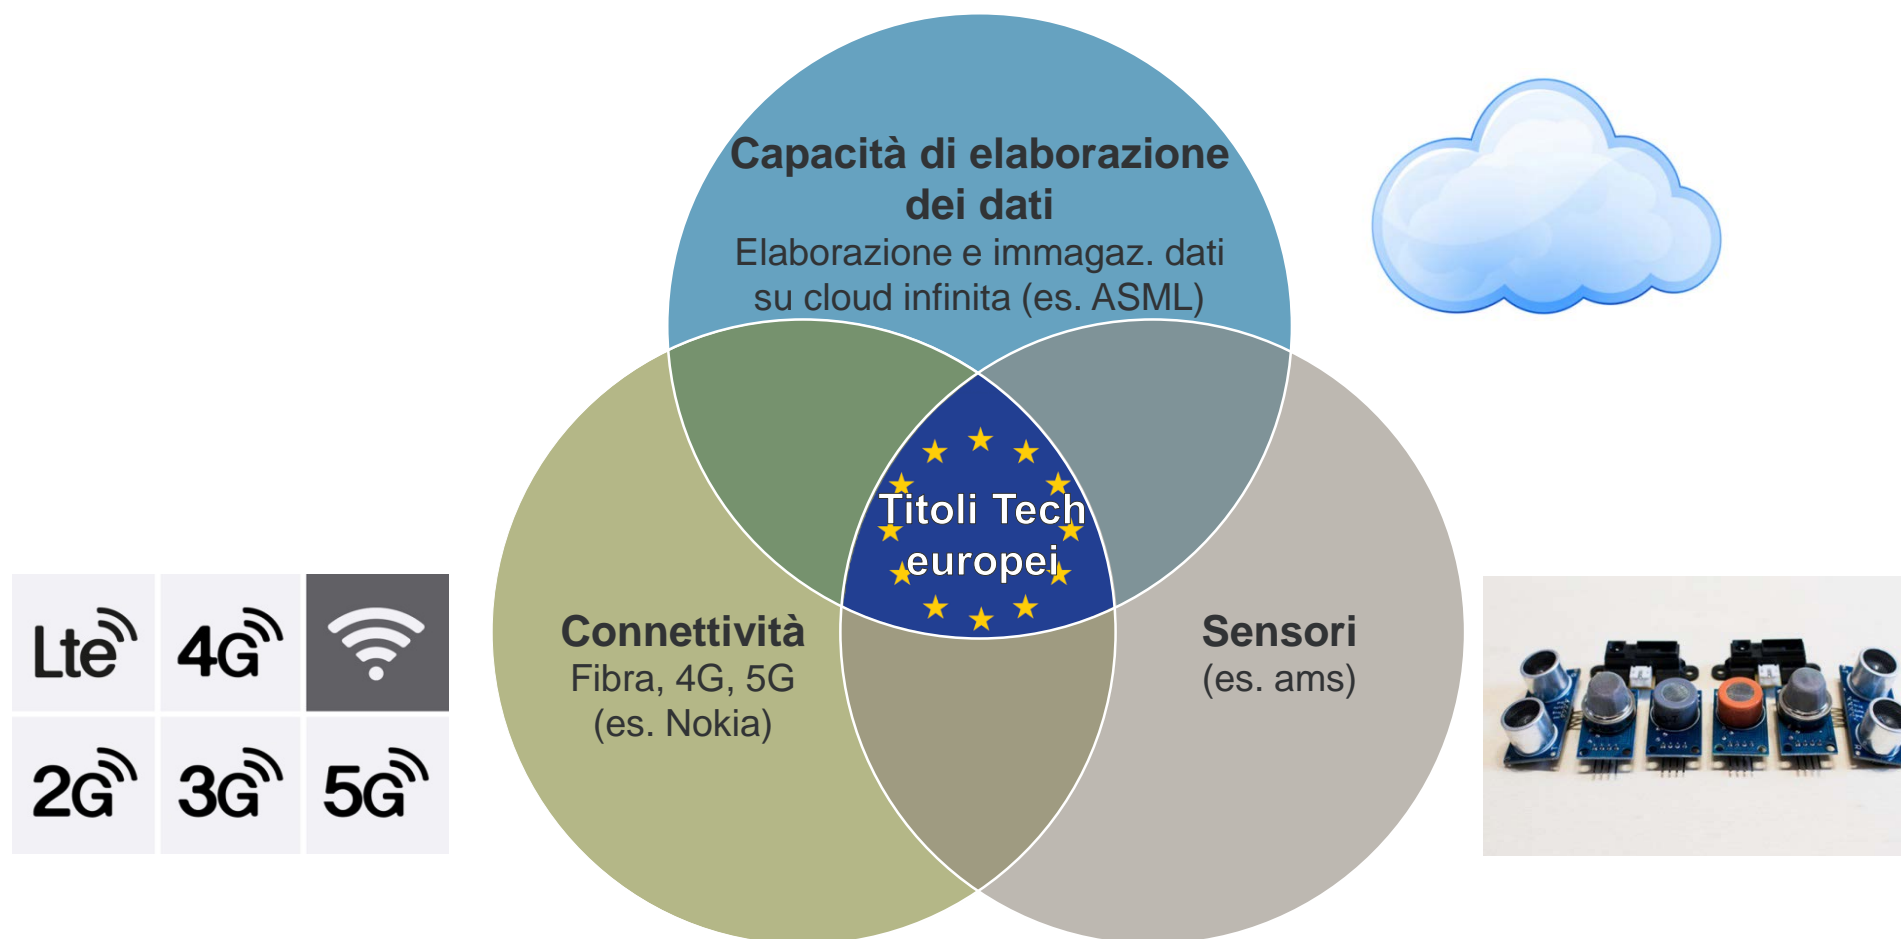 Capacità di elaborazione
dei dati
Elaborazione e immagaz. dati
su cloud infinita (es. ASML)
Titoli Tech
europei
Connettività
Fibra, 4G, 5G
(es. Nokia)
Sensori
(es. ams)
Lte
4G
2G
3G
5G